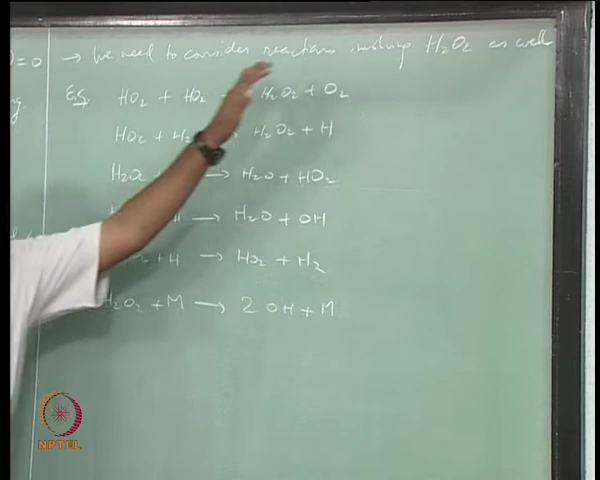 =0 → We need to consider reactions involving H₂O₂ as well
Eg. HO₂ + HO₂ H₂O₂ + O₂
HO₂ + H₂ H₂O₂ + H
→ H₂O + HO₂
→ H₂O + OH
+ H → HO₂ + H₂
H₂O₂ + M → 2 OH + M
NPTEL